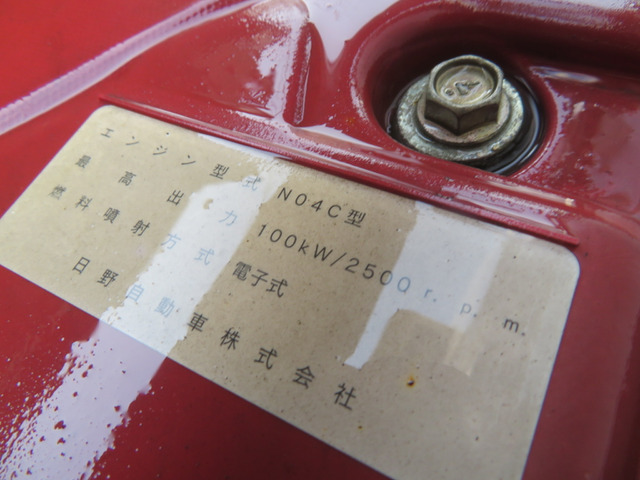 エンジン型式 N04C型
最高出力 100kW/2500r.p.m.
燃料噴射方式 電子式
日野自動車株式会社